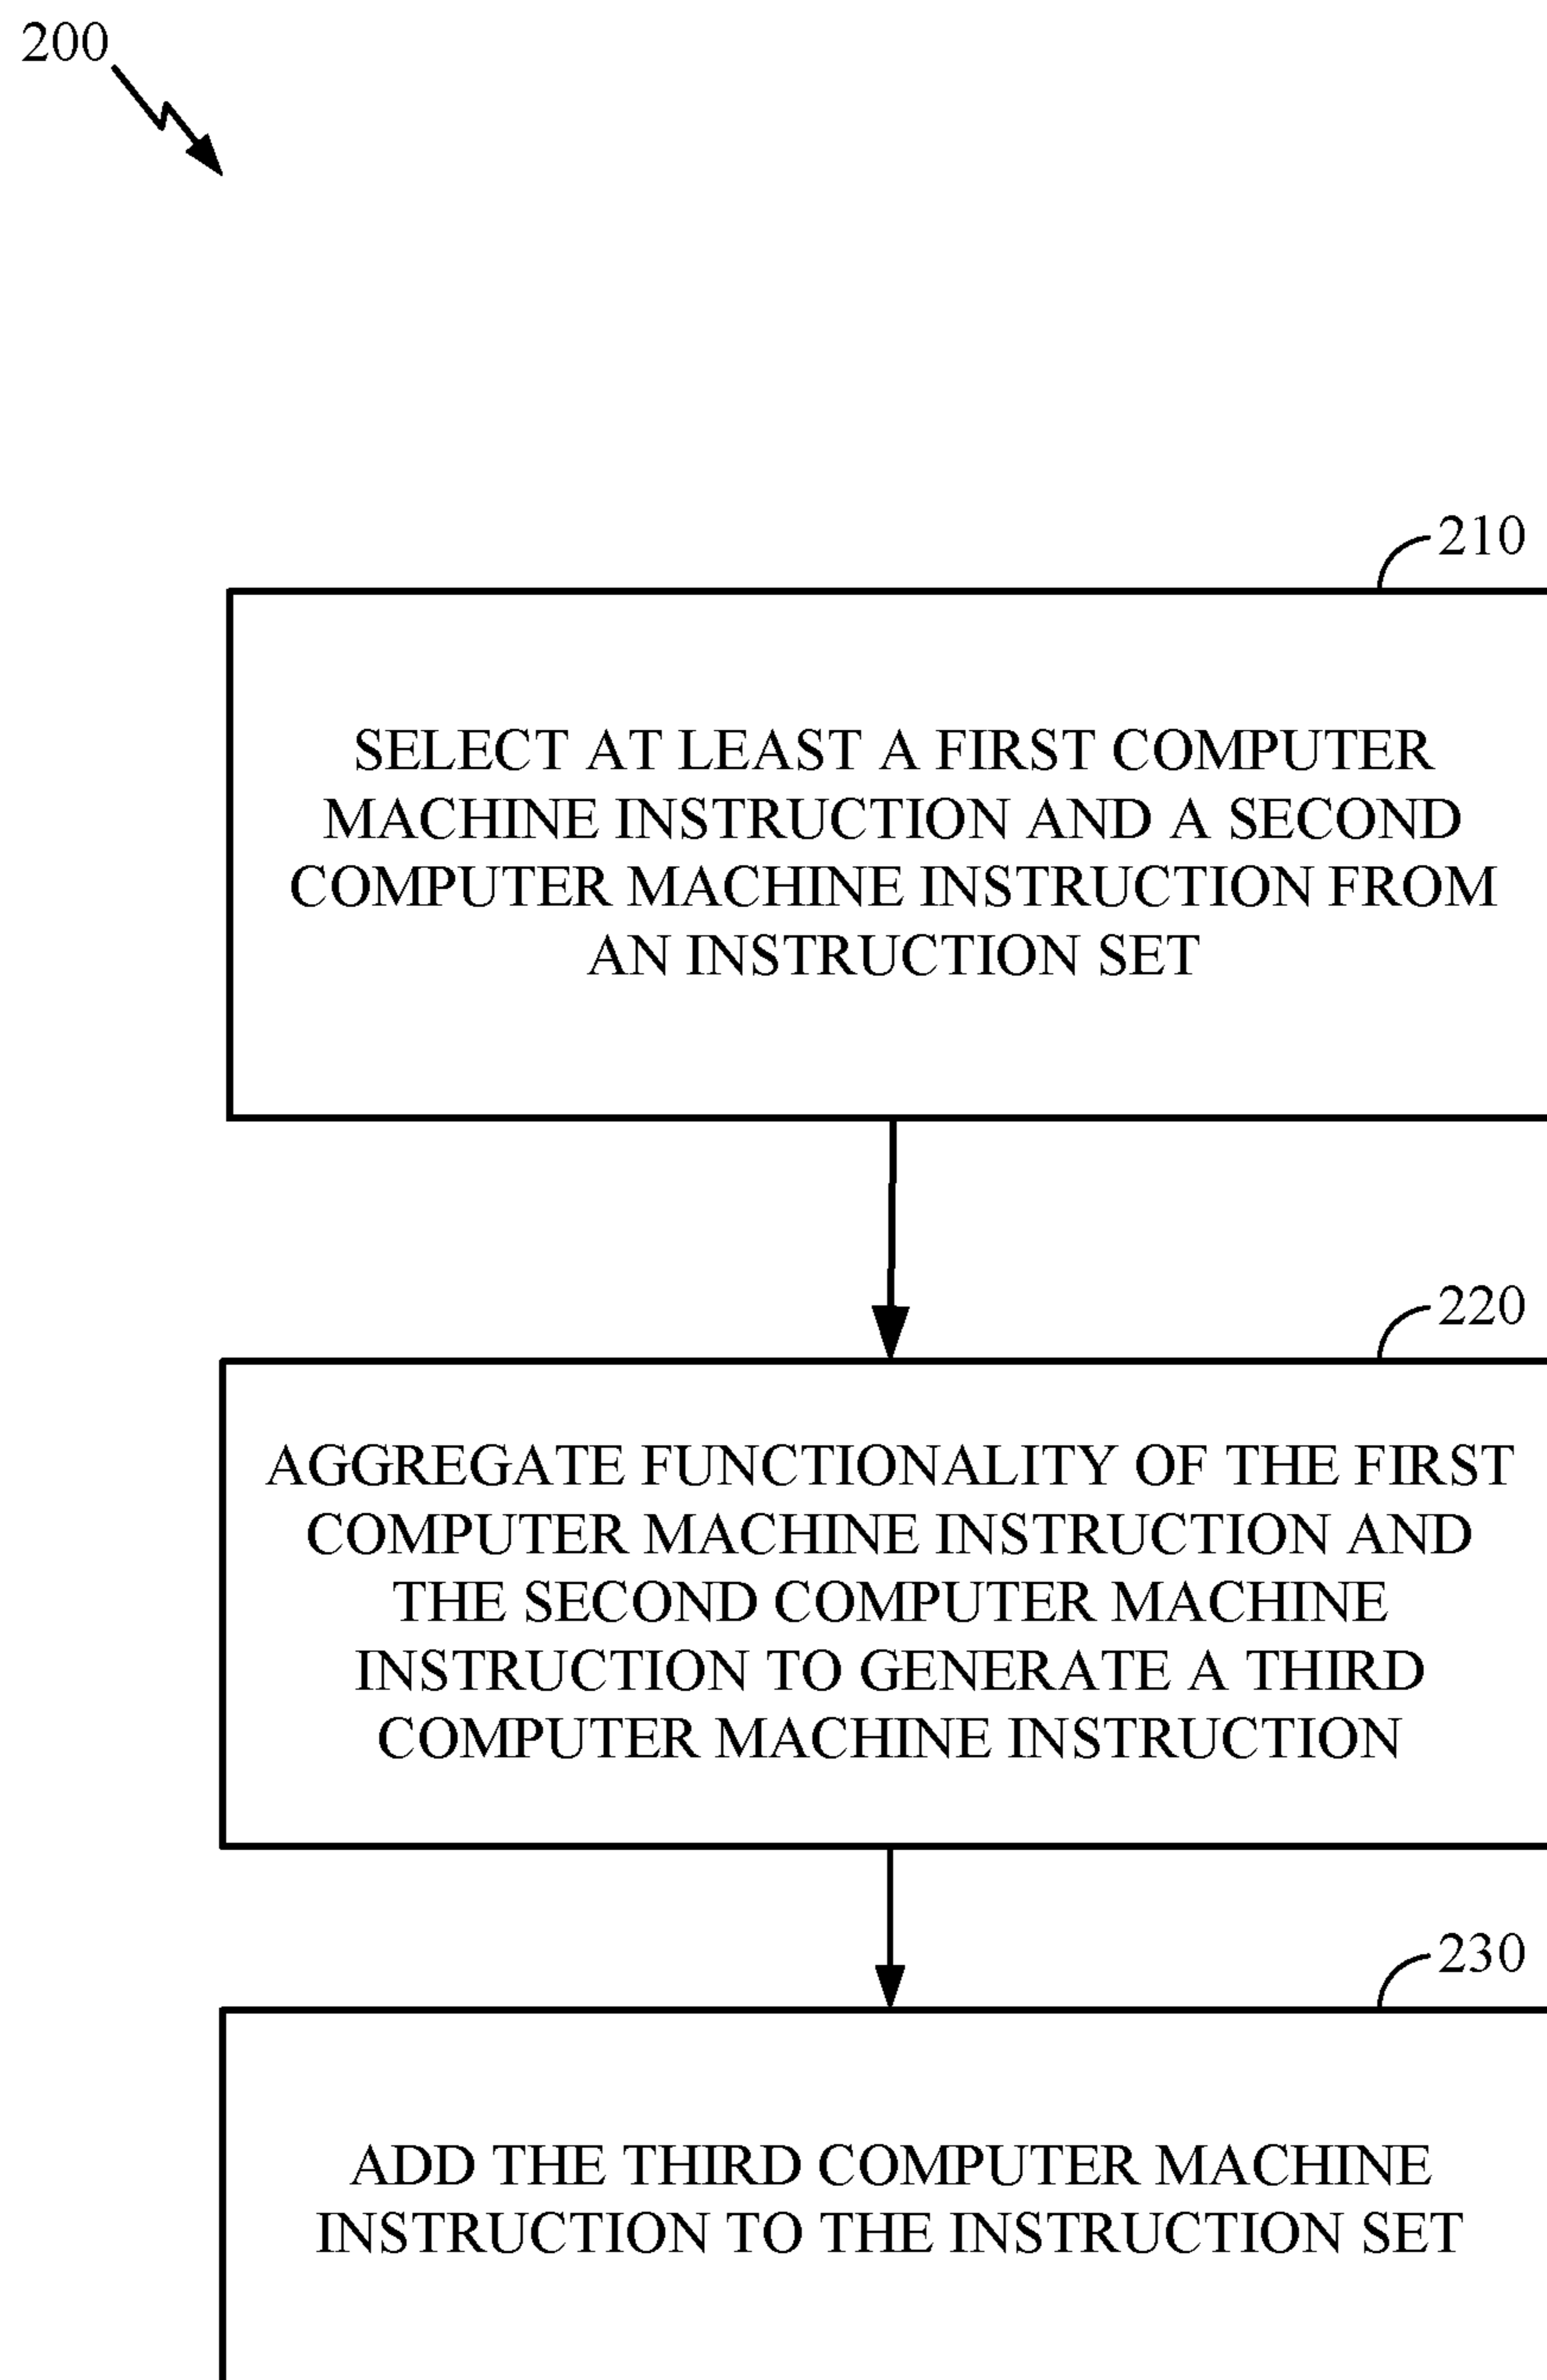 200
210
SELECT AT LEAST A FIRST COMPUTER
MACHINE INSTRUCTION AND A SECOND
COMPUTER MACHINE INSTRUCTION FROM
AN INSTRUCTION SET
220
AGGREGATE FUNCTIONALITY OF THE FIRST
COMPUTER MACHINE INSTRUCTION AND
THE SECOND COMPUTER MACHINE
INSTRUCTION TO GENERATE A THIRD
COMPUTER MACHINE INSTRUCTION
230
ADD THE THIRD COMPUTER MACHINE
INSTRUCTION TO THE INSTRUCTION SET